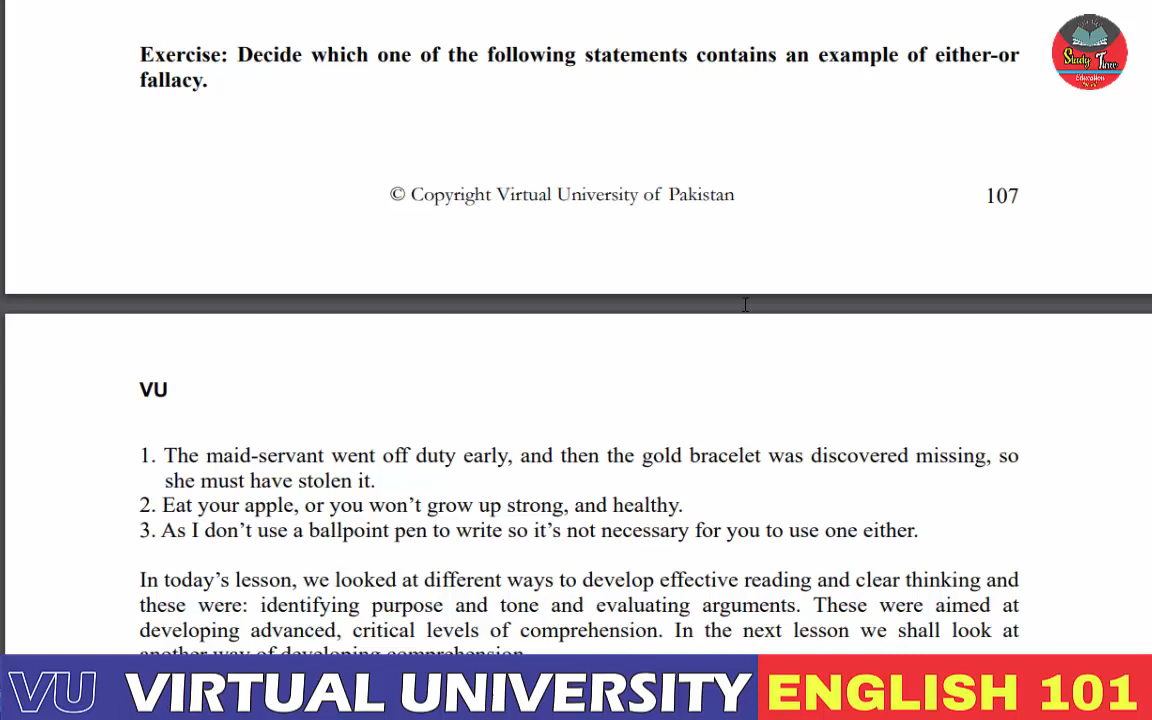 Exercise: Decide which one of the following statements contains an example of either-or
fallacy.
Study Time
Education
© Copyright Virtual University of Pakistan
107
VU
1. The maid-servant went off duty early, and then the gold bracelet was discovered missing, so
she must have stolen it.
2. Eat your apple, or you won’t grow up strong, and healthy.
3. As I don’t use a ballpoint pen to write so it’s not necessary for you to use one either.
In today’s lesson, we looked at different ways to develop effective reading and clear thinking and
these were: identifying purpose and tone and evaluating arguments. These were aimed at
developing advanced, critical levels of comprehension. In the next lesson we shall look at
another way of developing comprehension
VU VIRTUAL UNIVERSITY ENGLISH 101